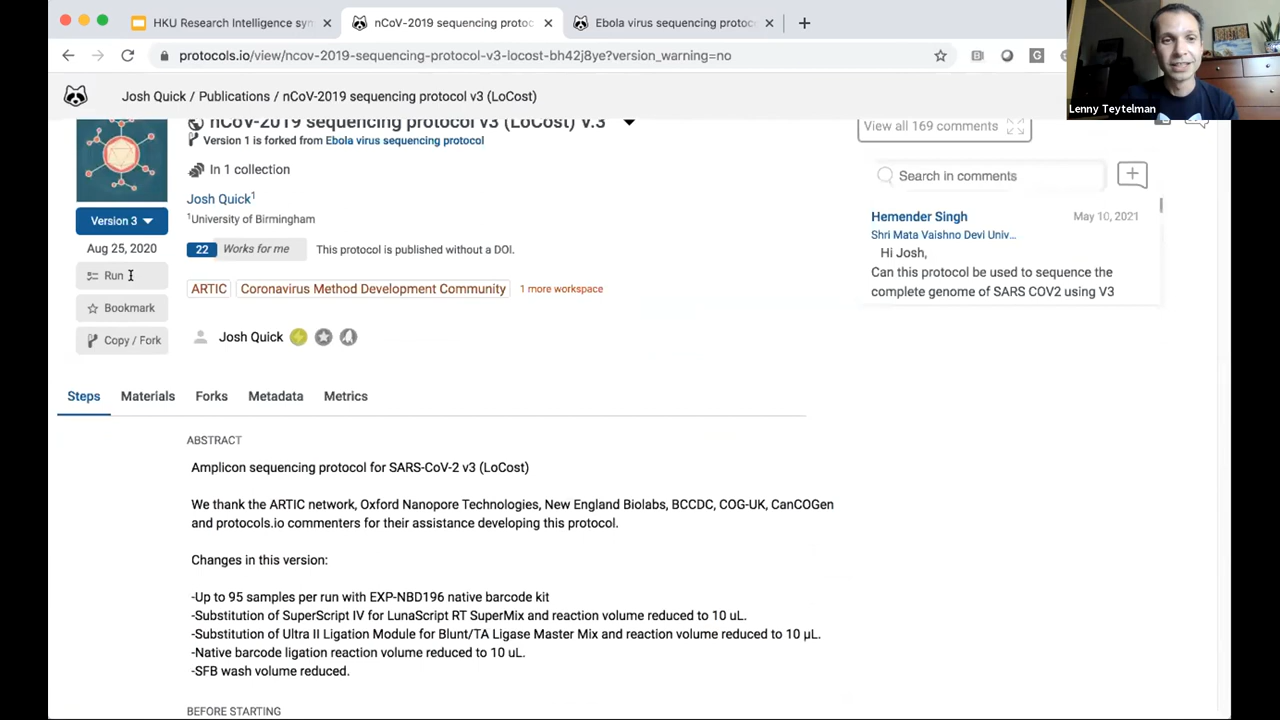 HKU Research Intelligence sym
nCoV-2019 sequencing protoc
Ebola virus sequencing protoc
protocols.io/view/ncov-2019-sequencing-protocol-v3-locost-bh42j8ye?version_warning=no
Lenny Teytelman
Josh Quick / Publications / nCoV-2019 sequencing protocol v3 (LoCost)
nCoV-2019 sequencing protocol v3 (LoCost) V.3
Version 1 is forked from Ebola virus sequencing protocol
In 1 collection
Josh Quick1
1University of Birmingham
Version 3
Aug 25, 2020
22 Works for me This protocol is published without a DOI.
Run
ARTIC Coronavirus Method Development Community 1 more workspace
Bookmark
Copy / Fork
Josh Quick
View all 169 comments
Search in comments
Hemender Singh May 10, 2021
Shri Mata Vaishno Devi Univ...
Hi Josh,
Can this protocol be used to sequence the
complete genome of SARS COV2 using V3
Steps Materials Forks Metadata Metrics
ABSTRACT
Amplicon sequencing protocol for SARS-CoV-2 v3 (LoCost)
We thank the ARTIC network, Oxford Nanopore Technologies, New England Biolabs, BCCDC, COG-UK, CanCOGen
and protocols.io commenters for their assistance developing this protocol.
Changes in this version:
-Up to 95 samples per run with EXP-NBD196 native barcode kit
-Substitution of SuperScript IV for LunaScript RT SuperMix and reaction volume reduced to 10 uL.
-Substitution of Ultra II Ligation Module for Blunt/TA Ligase Master Mix and reaction volume reduced to 10 µL.
-Native barcode ligation reaction volume reduced to 10 uL.
-SFB wash volume reduced.
BEFORE STARTING